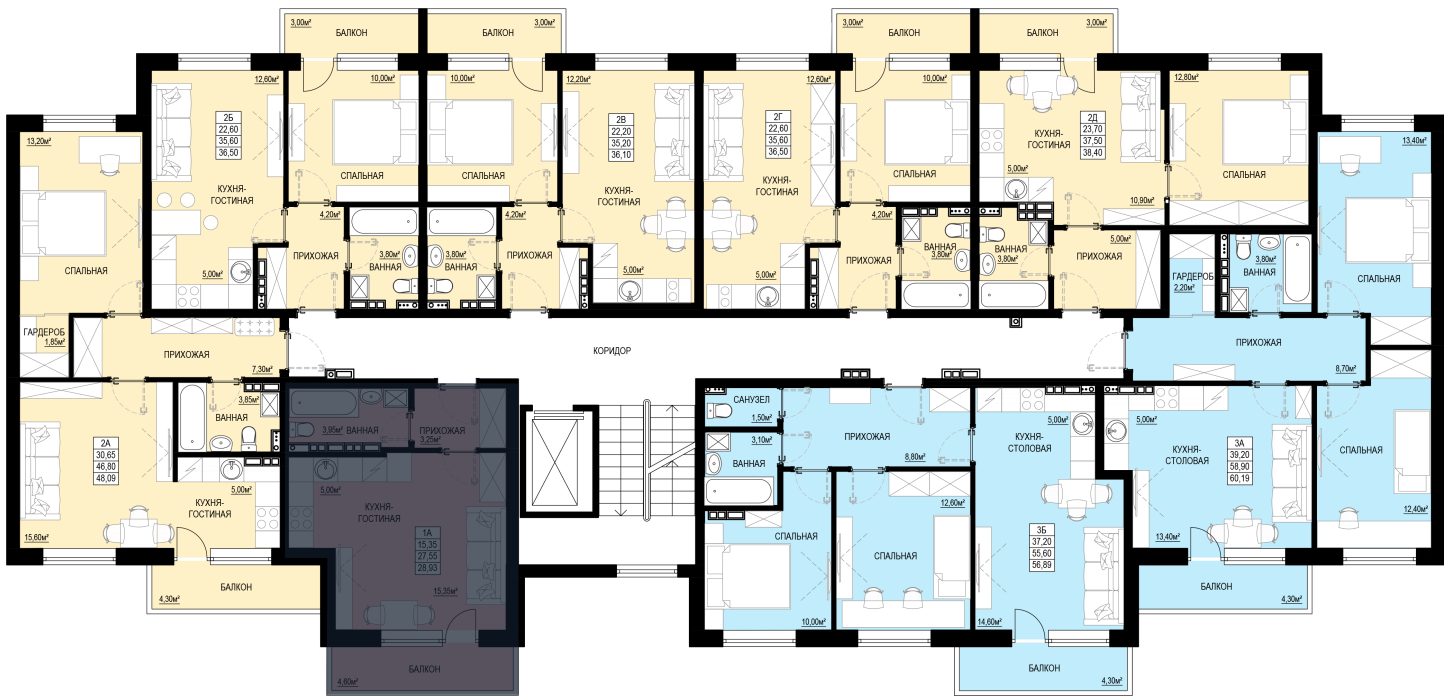 3,00м²
БАЛКОН
3,00м²
БАЛКОН
3,00м²
БАЛКОН
3,00м²
БАЛКОН
13,20м²
СПАЛЬНАЯ
ГАРДЕРОБ
1,85м²
ПРИХОЖАЯ
7,30м²
3,85м²
ВАННАЯ
2А
30,65
46,80
48,09
5,00м²
КУХНЯ-
ГОСТИНАЯ
15,60м²
БАЛКОН
4,30м²
12,60м²
2Б
22,60
35,60
36,50
КУХНЯ-
ГОСТИНАЯ
5,00м²
10,00м²
СПАЛЬНАЯ
4,20м²
ПРИХОЖАЯ
3,80м²
ВАННАЯ
10,00м²
СПАЛЬНАЯ
4,20м²
ПРИХОЖАЯ
3,80м²
ВАННАЯ
12,20м²
2В
22,20
35,20
36,10
КУХНЯ-
ГОСТИНАЯ
5,00м²
12,60м²
2Г
22,60
35,60
36,50
КУХНЯ-
ГОСТИНАЯ
5,00м²
10,00м²
СПАЛЬНАЯ
4,20м²
ПРИХОЖАЯ
ВАННАЯ
3,80м²
2Д
23,70
37,50
38,40
КУХНЯ-
ГОСТИНАЯ
5,00м²
10,90м²
12,80м²
СПАЛЬНАЯ
ВАННАЯ
3,80м²
5,00м²
ПРИХОЖАЯ
КОРИДОР
3,95м²
ВАННАЯ
ПРИХОЖАЯ
3,25м²
5,00м²
КУХНЯ-
ГОСТИНАЯ
1А
15,35
27,55
28,93
15,35м²
БАЛКОН
4,60м²
САНУЗЕЛ
1,50м²
3,10м²
ВАННАЯ
ПРИХОЖАЯ
8,80м²
СПАЛЬНАЯ
10,00м²
12,60м²
СПАЛЬНАЯ
5,00м²
КУХНЯ-
СТОЛОВАЯ
3Б
37,20
55,60
56,89
14,60м²
БАЛКОН
4,30м²
ГАРДЕРОБ
2,20м²
3,80м²
ВАННАЯ
13,40м²
СПАЛЬНАЯ
ПРИХОЖАЯ
8,70м²
5,00м²
КУХНЯ-
СТОЛОВАЯ
3А
39,20
58,90
60,19
13,40м²
СПАЛЬНАЯ
12,40м²
БАЛКОН
4,30м²